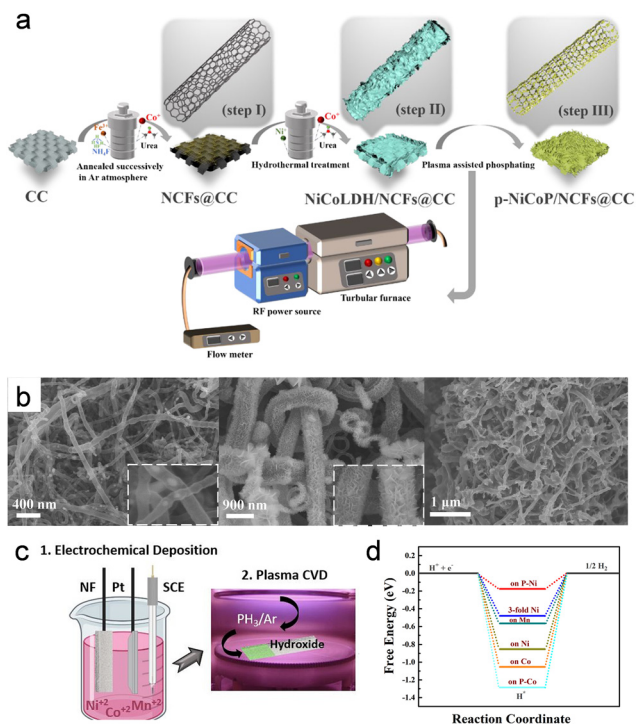 a
(step I)
(step II)
(step III)
Co⁺
Fe³⁺
NH₄F
Urea
Annealed successively
in Ar atmosphere
Ni⁺
Co⁺
Urea
Hydrothermal treatment
Plasma assisted phosphating
CC
NCFs@CC
NiCoLDH/NCFs@CC
p-NiCoP/NCFs@CC
RF power source
Turbular furnace
Flow meter
b
400 nm
900 nm
1 μm
c
1. Electrochemical Deposition
NF
Pt
SCE
Ni⁺²
Co⁺²
Mn⁺²
2. Plasma CVD
PH₃/Ar
Hydroxide
d
Free Energy (eV)
0.2
0.0
-0.2
-0.4
-0.6
-0.8
-1.0
-1.2
-1.4
H⁺ + e⁻
1/2 H₂
on P-Ni
3-fold Ni
on Mn
on Ni
on Co
on P-Co
H*
Reaction Coordinate